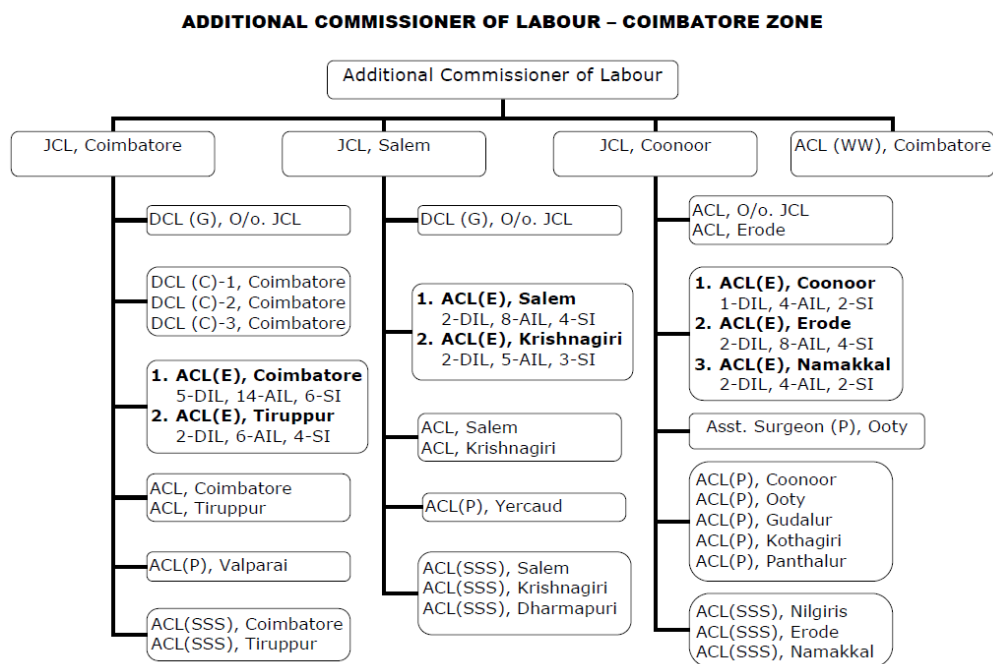 ADDITIONAL COMMISSIONER OF LABOUR – COIMBATORE ZONE
Additional Commissioner of Labour
JCL, Coimbatore
DCL (G), O/o. JCL
DCL (C)-1, Coimbatore
DCL (C)-2, Coimbatore
DCL (C)-3, Coimbatore
1. ACL(E), Coimbatore
5-DIL, 14-AIL, 6-SI
2. ACL(E), Tiruppur
2-DIL, 6-AIL, 4-SI
ACL, Coimbatore
ACL, Tiruppur
ACL(P), Valparai
ACL(SSS), Coimbatore
ACL(SSS), Tiruppur
JCL, Salem
DCL (G), O/o. JCL
1. ACL(E), Salem
2-DIL, 8-AIL, 4-SI
2. ACL(E), Krishnagiri
2-DIL, 5-AIL, 3-SI
ACL, Salem
ACL, Krishnagiri
ACL(P), Yercaud
ACL(SSS), Salem
ACL(SSS), Krishnagiri
ACL(SSS), Dharmapuri
JCL, Coonoor
ACL, O/o. JCL
ACL, Erode
1. ACL(E), Coonoor
1-DIL, 4-AIL, 2-SI
2. ACL(E), Erode
2-DIL, 8-AIL, 4-SI
3. ACL(E), Namakkal
2-DIL, 4-AIL, 2-SI
Asst. Surgeon (P), Ooty
ACL(P), Coonoor
ACL(P), Ooty
ACL(P), Gudalur
ACL(P), Kothagiri
ACL(P), Panthalur
ACL(SSS), Nilgiris
ACL(SSS), Erode
ACL(SSS), Namakkal
ACL (WW), Coimbatore